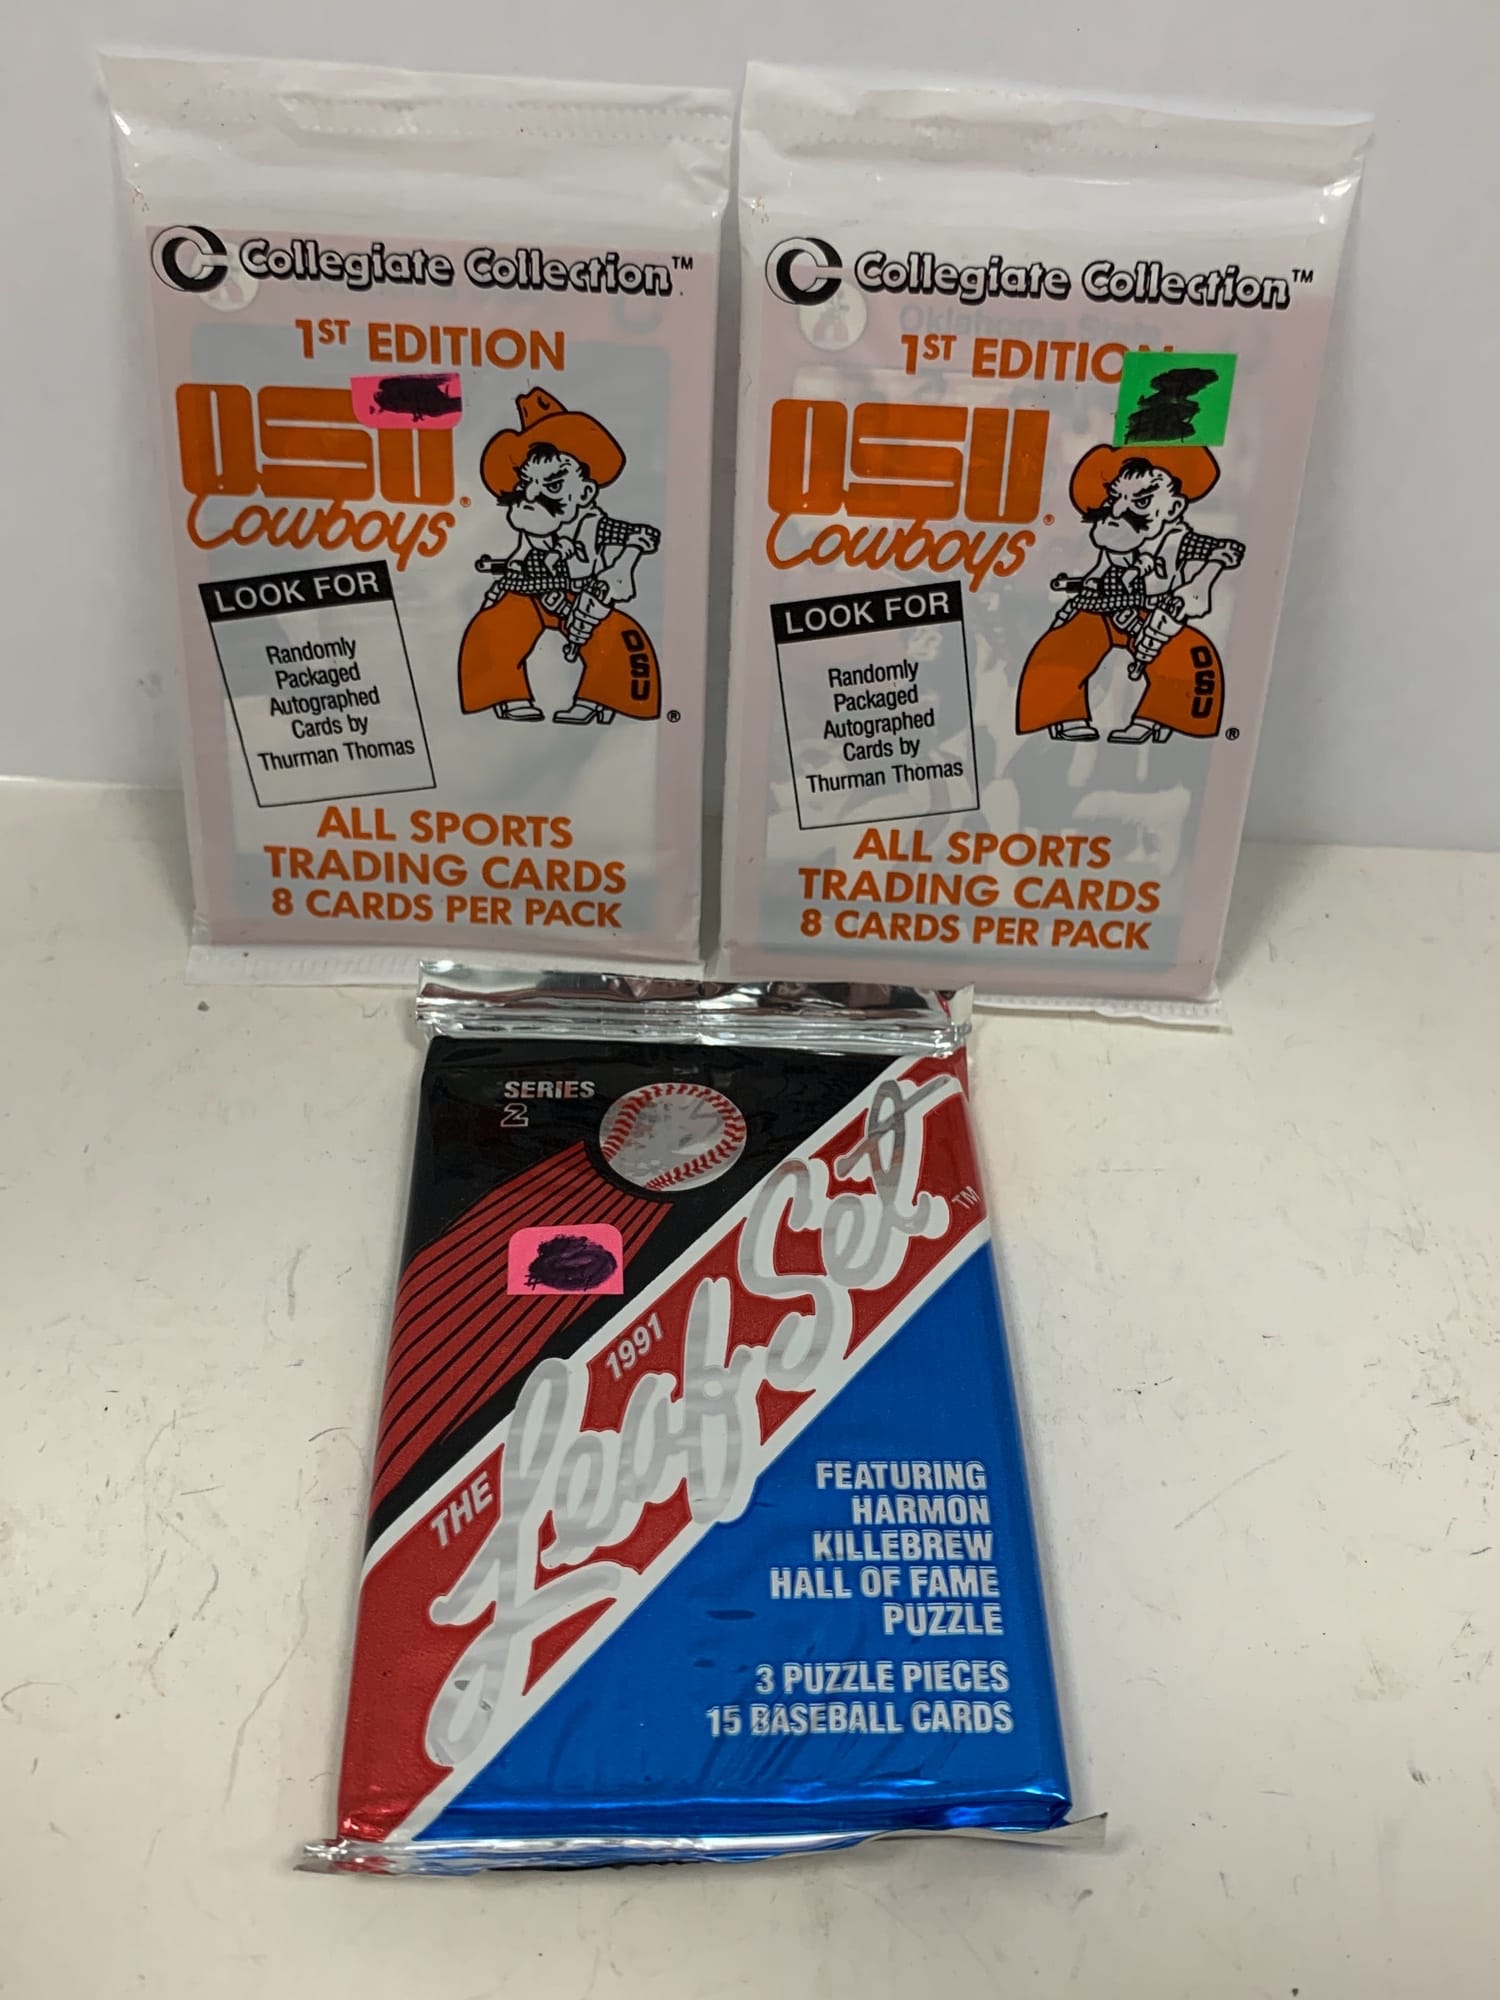 Collegiate Collection™
1ST EDITION
OSU
Cowboys®
LOOK FOR
Randomly
Packaged
Autographed
Cards by
Thurman Thomas
OSU
®
ALL SPORTS
TRADING CARDS
8 CARDS PER PACK
Collegiate Collection™
Oklahoma State
1ST EDITION
OSU
Cowboys®
LOOK FOR
Randomly
Packaged
Autographed
Cards by
Thurman Thomas
OSU
®
ALL SPORTS
TRADING CARDS
8 CARDS PER PACK
SERIES
2
THE 1991
Leaf Set™
FEATURING
HARMON
KILLEBREW
HALL OF FAME
PUZZLE
3 PUZZLE PIECES
15 BASEBALL CARDS